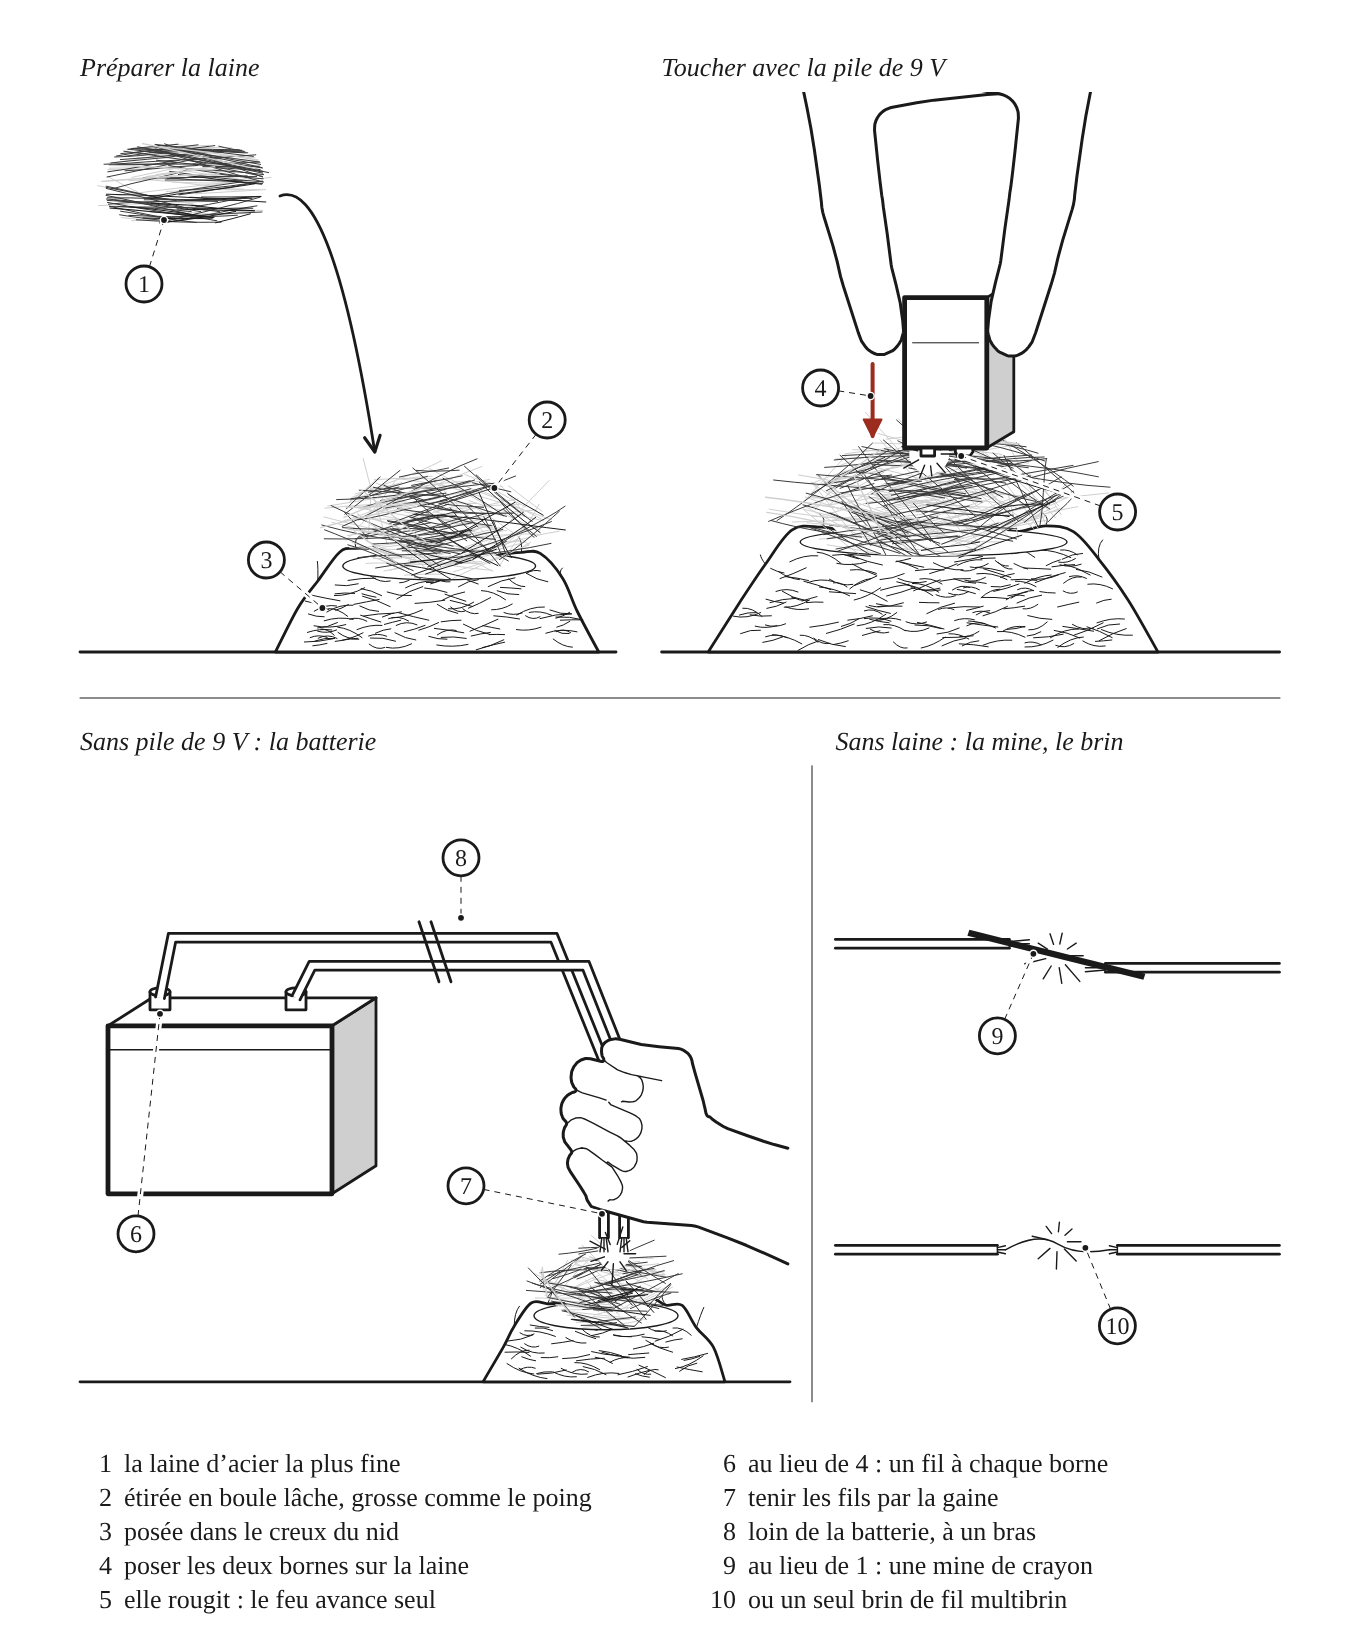 Préparer la laine
Toucher avec la pile de 9 V
1
2
3
4
5
Sans pile de 9 V : la batterie
Sans laine : la mine, le brin
8
9
7
6
10
1 la laine d’acier la plus fine
2 étirée en boule lâche, grosse comme le poing
3 posée dans le creux du nid
4 poser les deux bornes sur la laine
5 elle rougit : le feu avance seul
6 au lieu de 4 : un fil à chaque borne
7 tenir les fils par la gaine
8 loin de la batterie, à un bras
9 au lieu de 1 : une mine de crayon
10 ou un seul brin de fil multibrin